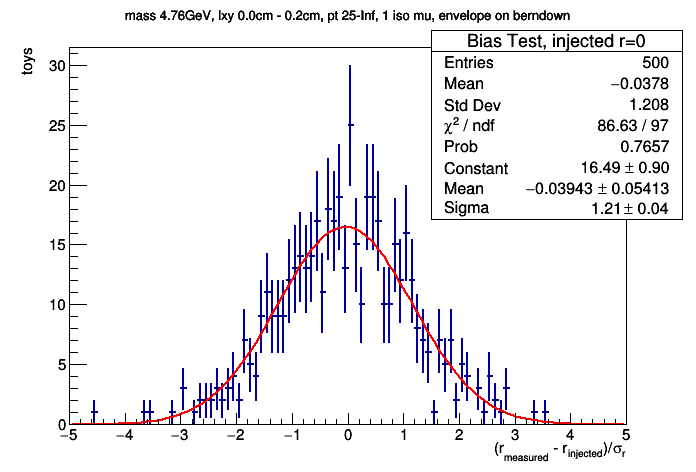 mass 4.76GeV, lxy 0.0cm - 0.2cm, pt 25-Inf, 1 iso mu, envelope on berndown
Bias Test, injected r=0
Entries 500
Mean −0.0378
Std Dev 1.208
χ² / ndf 86.63 / 97
Prob 0.7657
Constant 16.49 ± 0.90
Mean −0.03943 ± 0.05413
Sigma 1.21 ± 0.04
toys
30
25
20
15
10
5
0
−5 −4 −3 −2 −1 0 1 2 3 4 5
(r_measured - r_injected)/σ_r